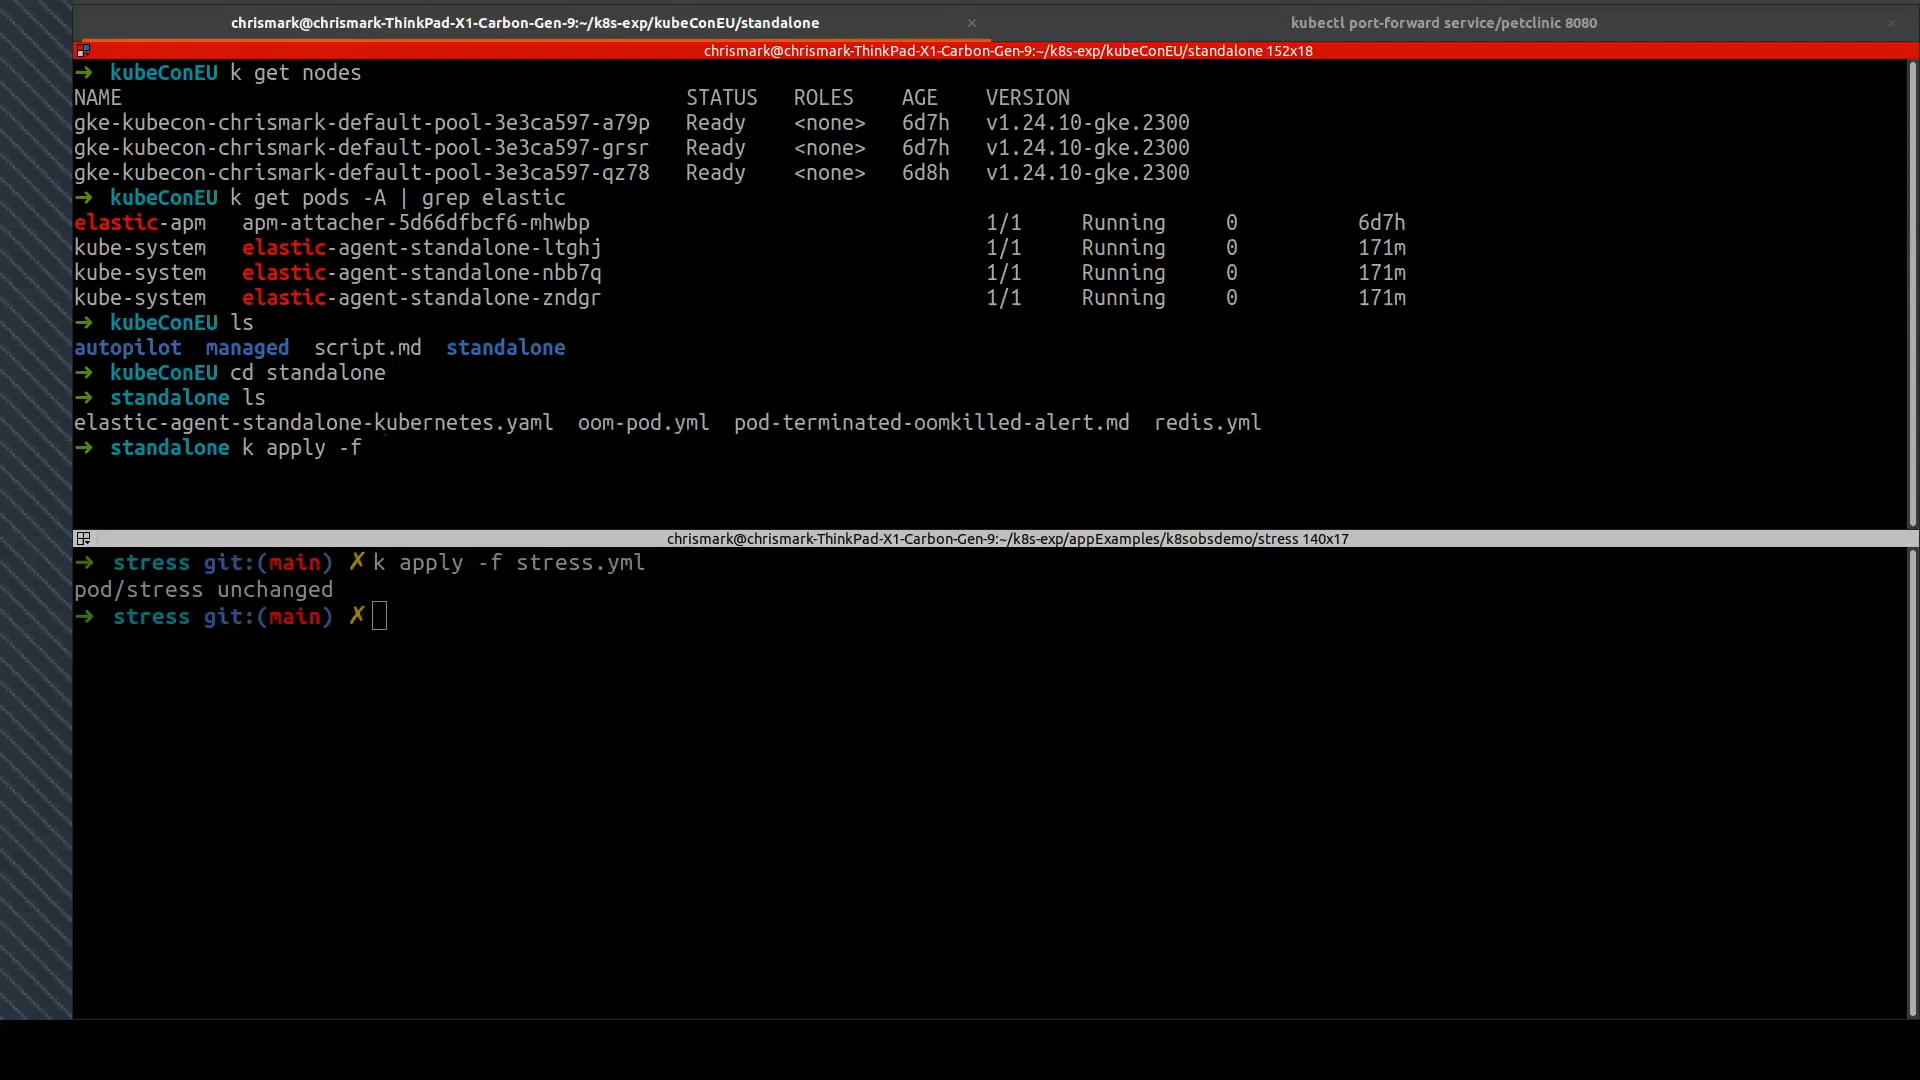 chrismark@chrismark-ThinkPad-X1-Carbon-Gen-9:~/k8s-exp/kubeConEU/standalone × kubectl port-forward service/petclinic 8080 ×
chrismark@chrismark-ThinkPad-X1-Carbon-Gen-9:~/k8s-exp/kubeConEU/standalone 152x18
→ kubeConEU k get nodes
NAME STATUS ROLES AGE VERSION
gke-kubecon-chrismark-default-pool-3e3ca597-a79p Ready <none> 6d7h v1.24.10-gke.2300
gke-kubecon-chrismark-default-pool-3e3ca597-grsr Ready <none> 6d7h v1.24.10-gke.2300
gke-kubecon-chrismark-default-pool-3e3ca597-qz78 Ready <none> 6d8h v1.24.10-gke.2300
→ kubeConEU k get pods -A | grep elastic
elastic-apm apm-attacher-5d66dfbcf6-mhwbp 1/1 Running 0 6d7h
kube-system elastic-agent-standalone-ltghj 1/1 Running 0 171m
kube-system elastic-agent-standalone-nbb7q 1/1 Running 0 171m
kube-system elastic-agent-standalone-zndgr 1/1 Running 0 171m
→ kubeConEU ls
autopilot managed script.md standalone
→ kubeConEU cd standalone
→ standalone ls
elastic-agent-standalone-kubernetes.yaml oom-pod.yml pod-terminated-oomkilled-alert.md redis.yml
→ standalone k apply -f
chrismark@chrismark-ThinkPad-X1-Carbon-Gen-9:~/k8s-exp/appExamples/k8sobsdemo/stress 140x17
→ stress git:(main) ✗ k apply -f stress.yml
pod/stress unchanged
→ stress git:(main) ✗